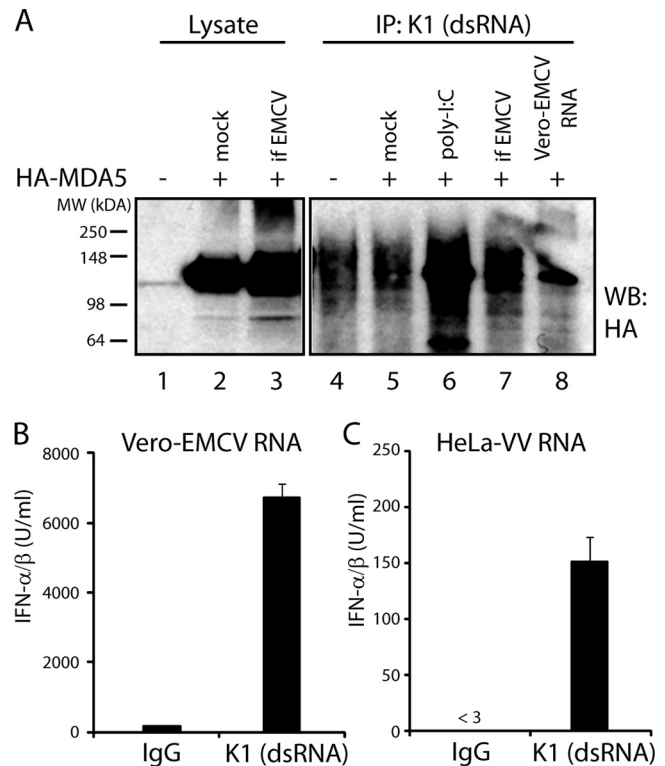 A
Lysate IP: K1 (dsRNA)
mock if EMCV mock poly-I:C if EMCV Vero-EMCV RNA
HA-MDA5 - + + - + + + +
MW (kDA)
250
148
98
64
WB:
HA
1 2 3 4 5 6 7 8
B Vero-EMCV RNA
IFN-α/β (U/ml)
8000
6000
4000
2000
0
IgG K1 (dsRNA)
C HeLa-VV RNA
IFN-α/β (U/ml)
250
200
150
100
50
0
< 3
IgG K1 (dsRNA)